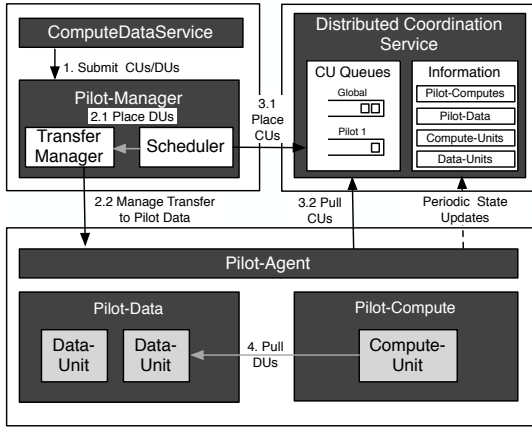 ComputeDataService
1. Submit CUs/DUs
Pilot-Manager
2.1 Place DUs
Transfer
Manager
Scheduler
3.1
Place
CUs
Distributed Coordination
Service
CU Queues
Global
Pilot 1
Information
Pilot-Computes
Pilot-Data
Compute-Units
Data-Units
2.2 Manage Transfer
to Pilot Data
3.2 Pull
CUs
Periodic State
Updates
Pilot-Agent
Pilot-Data
Data-
Unit
Data-
Unit
4. Pull
DUs
Pilot-Compute
Compute-
Unit